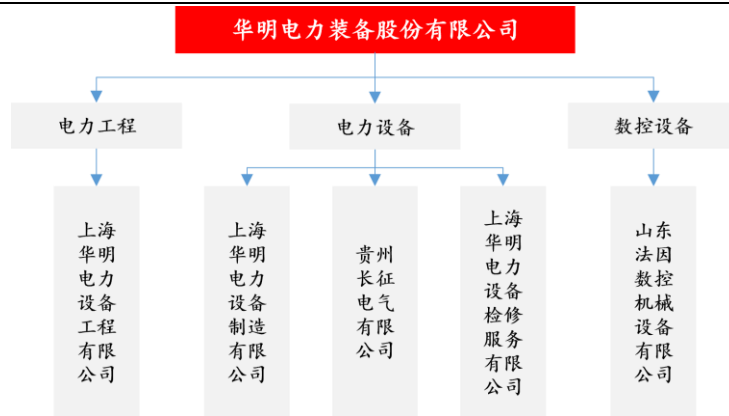 华明电力装备股份有限公司
电力工程
电力设备
数控设备
上海
华明
电力
设备
工程
有限
公司
上海
华明
电力
设备
制造
有限
公司
贵州
长征
电气
有限
公司
上海
华明
电力
设备
检修
服务
有限
公司
山东
法因
数控
机械
设备
有限
公司